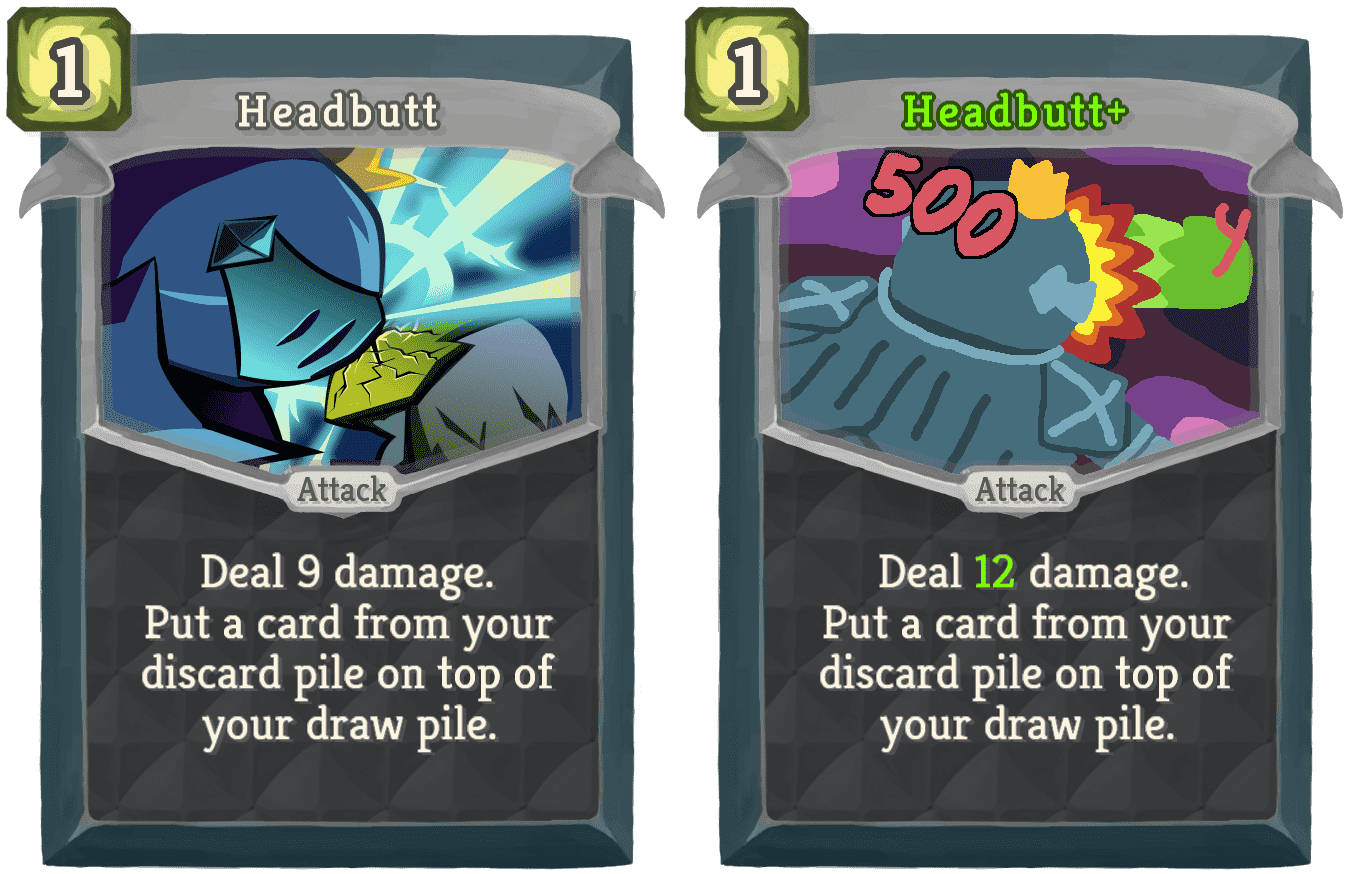 1
Headbutt
Attack
Deal 9 damage.
Put a card from your
discard pile on top of
your draw pile.
1
Headbutt+
500
4
Attack
Deal 12 damage.
Put a card from your
discard pile on top of
your draw pile.